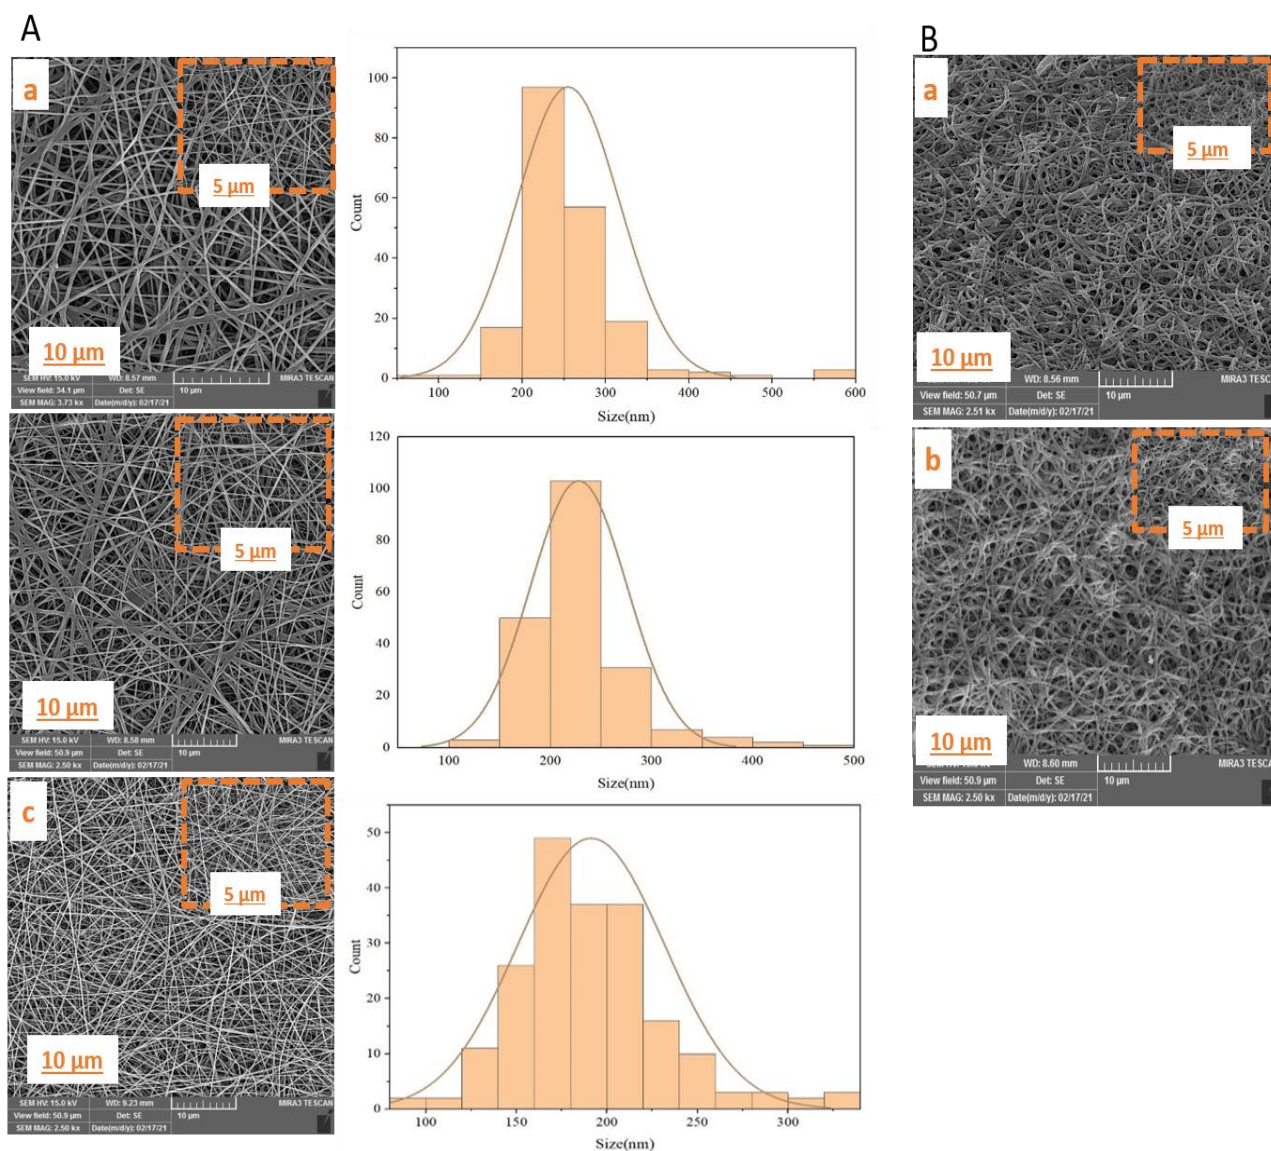 A
a
5 µm
10 µm
SEM HV: 15.0 kV WD: 8.57 mm MIRA3 TESCAN
View field: 34.1 µm Det: SE 10 µm
SEM MAG: 3.73 kx Date(m/d/y): 02/17/21
100
80
60
40
20
0
Count
100 200 300 400 500 600
Size(nm)
5 µm
10 µm
SEM HV: 15.0 kV WD: 8.58 mm MIRA3 TESCAN
View field: 50.9 µm Det: SE 10 µm
SEM MAG: 2.50 kx Date(m/d/y): 02/17/21
120
100
80
60
40
20
0
Count
100 200 300 400 500
Size(nm)
c
5 µm
10 µm
SEM HV: 15.0 kV WD: 9.23 mm MIRA3 TESCAN
View field: 50.9 µm Det: SE 10 µm
SEM MAG: 2.50 kx Date(m/d/y): 02/17/21
50
40
30
20
10
0
Count
100 150 200 250 300
Size(nm)
B
a
5 µm
10 µm
WD: 8.56 mm MIRA3 TESCAN
View field: 50.7 µm Det: SE 10 µm
SEM MAG: 2.51 kx Date(m/d/y): 02/17/21
b
5 µm
10 µm
WD: 8.60 mm MIRA3 TESCAN
View field: 50.9 µm Det: SE 10 µm
SEM MAG: 2.50 kx Date(m/d/y): 02/17/21